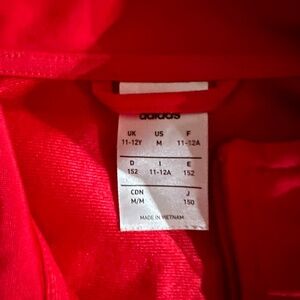 adidas
UK US F
11-12Y M 11-12A
D I E
152 11-12A 152
CDN J
M/M 150
MADE IN VIETNAM